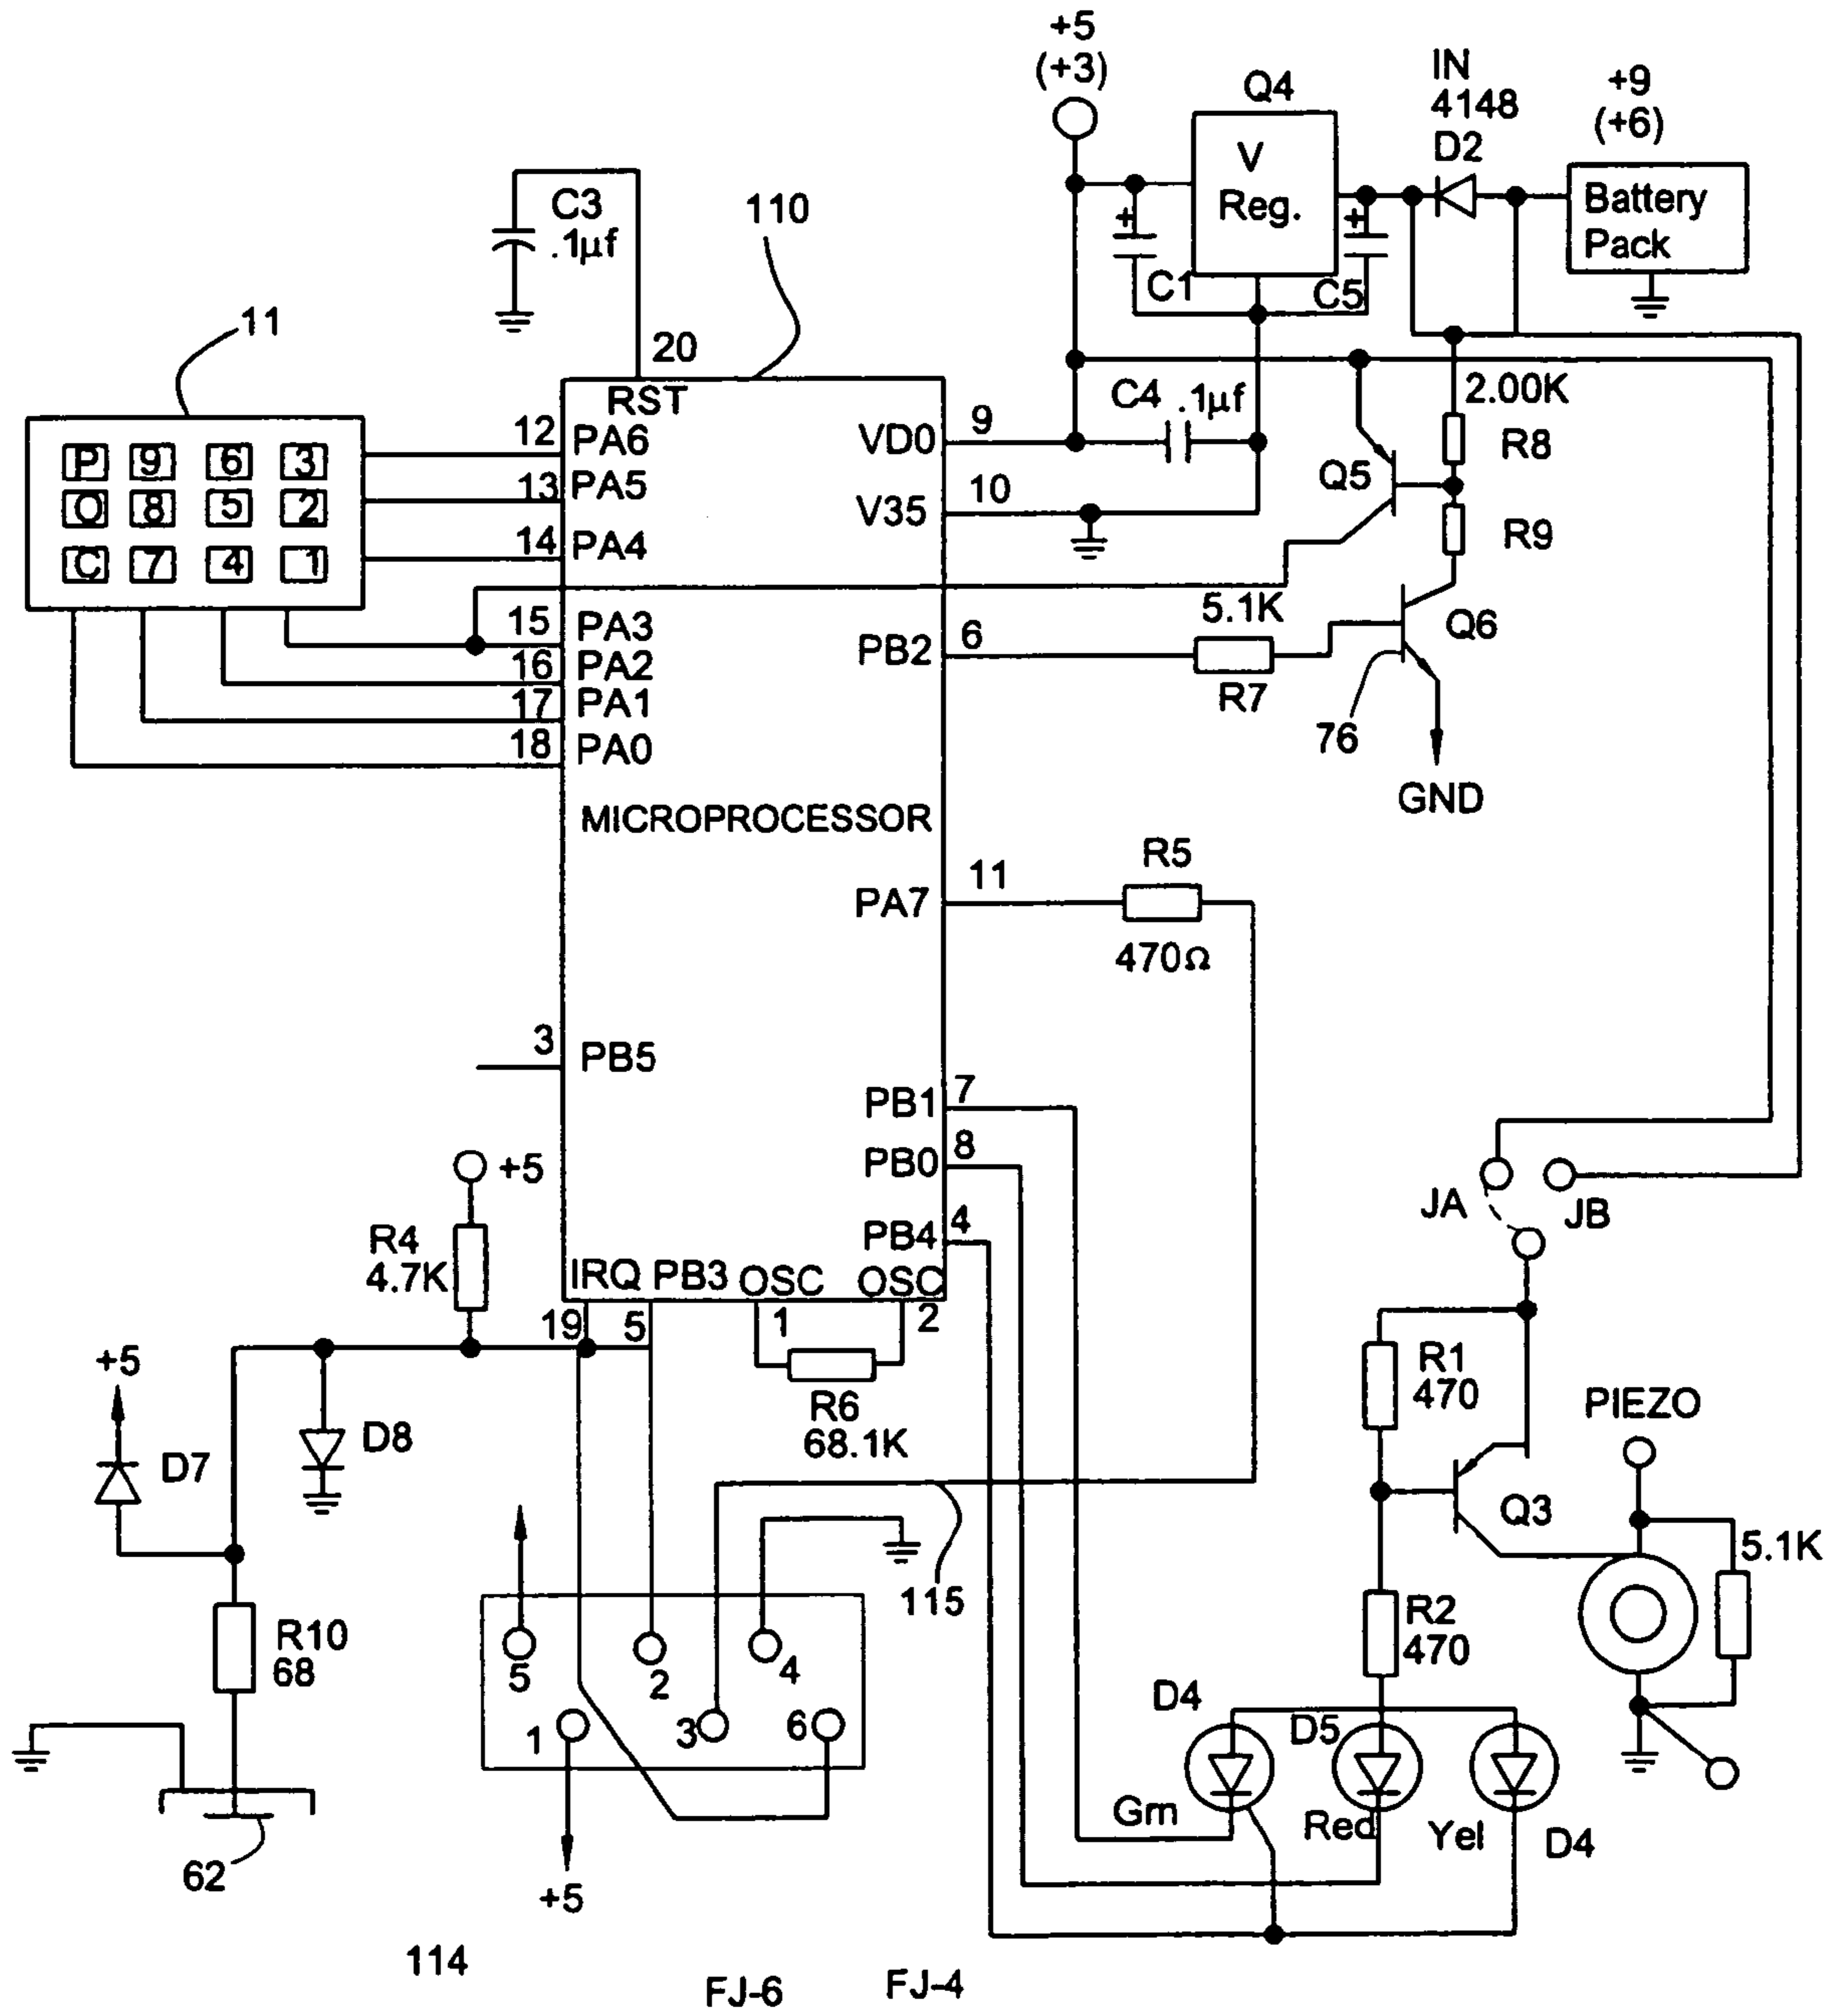 +5
(+3)
Q4
IN
4148
D2
+9
(+6)
V
Reg.
Battery
Pack
+
C1
+
C5
C3
.1µf
110
20
11
RST
P 9 6 3
O 8 5 2
C 7 4 1
12
PA6
13
PA5
14
PA4
15
PA3
16
PA2
17
PA1
18
PA0
VD0
9
C4 .1µf
V35
10
2.00K
R8
Q5
R9
5.1K
PB2
6
R7
Q6
76
GND
MICROPROCESSOR
PA7
11
R5
470Ω
3
PB5
PB1
7
PB0
8
PB4
4
JA
JB
+5
R4
4.7K
IRQ PB3 OSC OSC
19
5
1
2
R6
68.1K
+5
D7
D8
R1
470
PIEZO
Q3
5.1K
115
R10
68
R2
470
5
2
4
1
3
6
+5
62
D4
D5
Grn
Red
Yel
D4
114
FJ-6
FJ-4